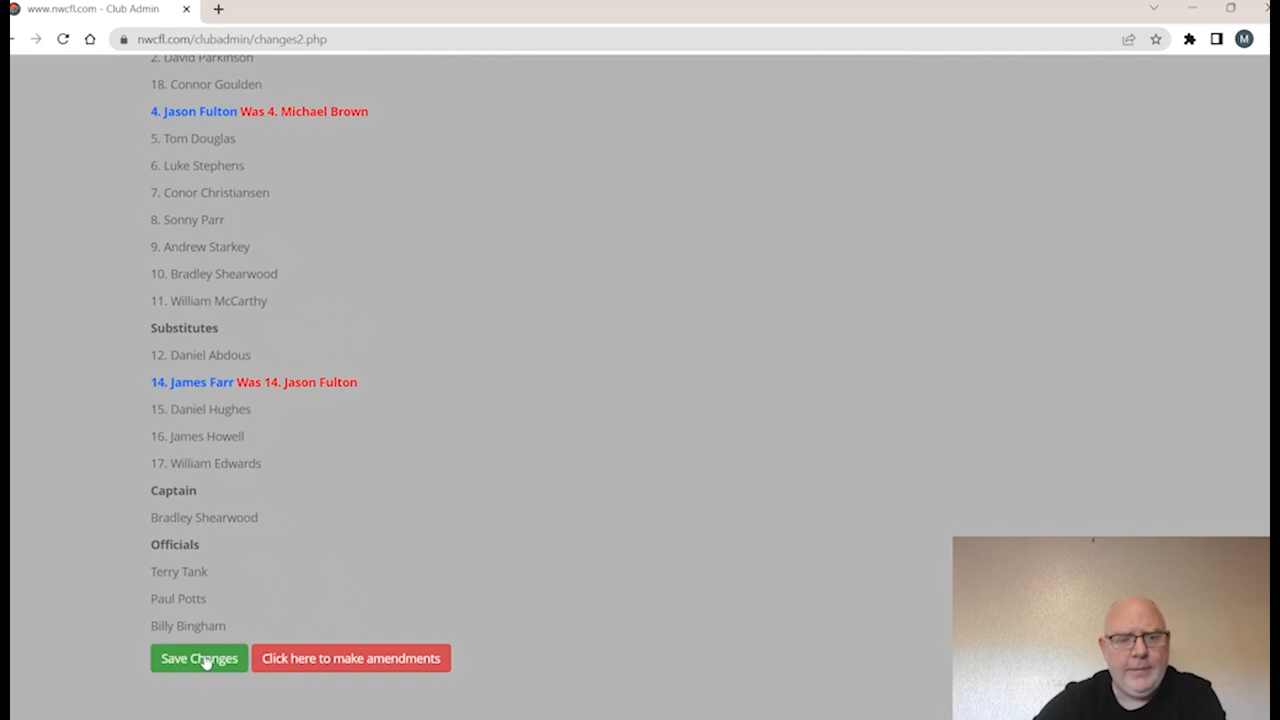 www.nwcfl.com - Club Admin
nwcfl.com/clubadmin/changes2.php
M
2. David Parkinson
18. Connor Goulden
4. Jason Fulton Was 4. Michael Brown
5. Tom Douglas
6. Luke Stephens
7. Conor Christiansen
8. Sonny Parr
9. Andrew Starkey
10. Bradley Shearwood
11. William McCarthy
Substitutes
12. Daniel Abdous
14. James Farr Was 14. Jason Fulton
15. Daniel Hughes
16. James Howell
17. William Edwards
Captain
Bradley Shearwood
Officials
Terry Tank
Paul Potts
Billy Bingham
Save Changes Click here to make amendments